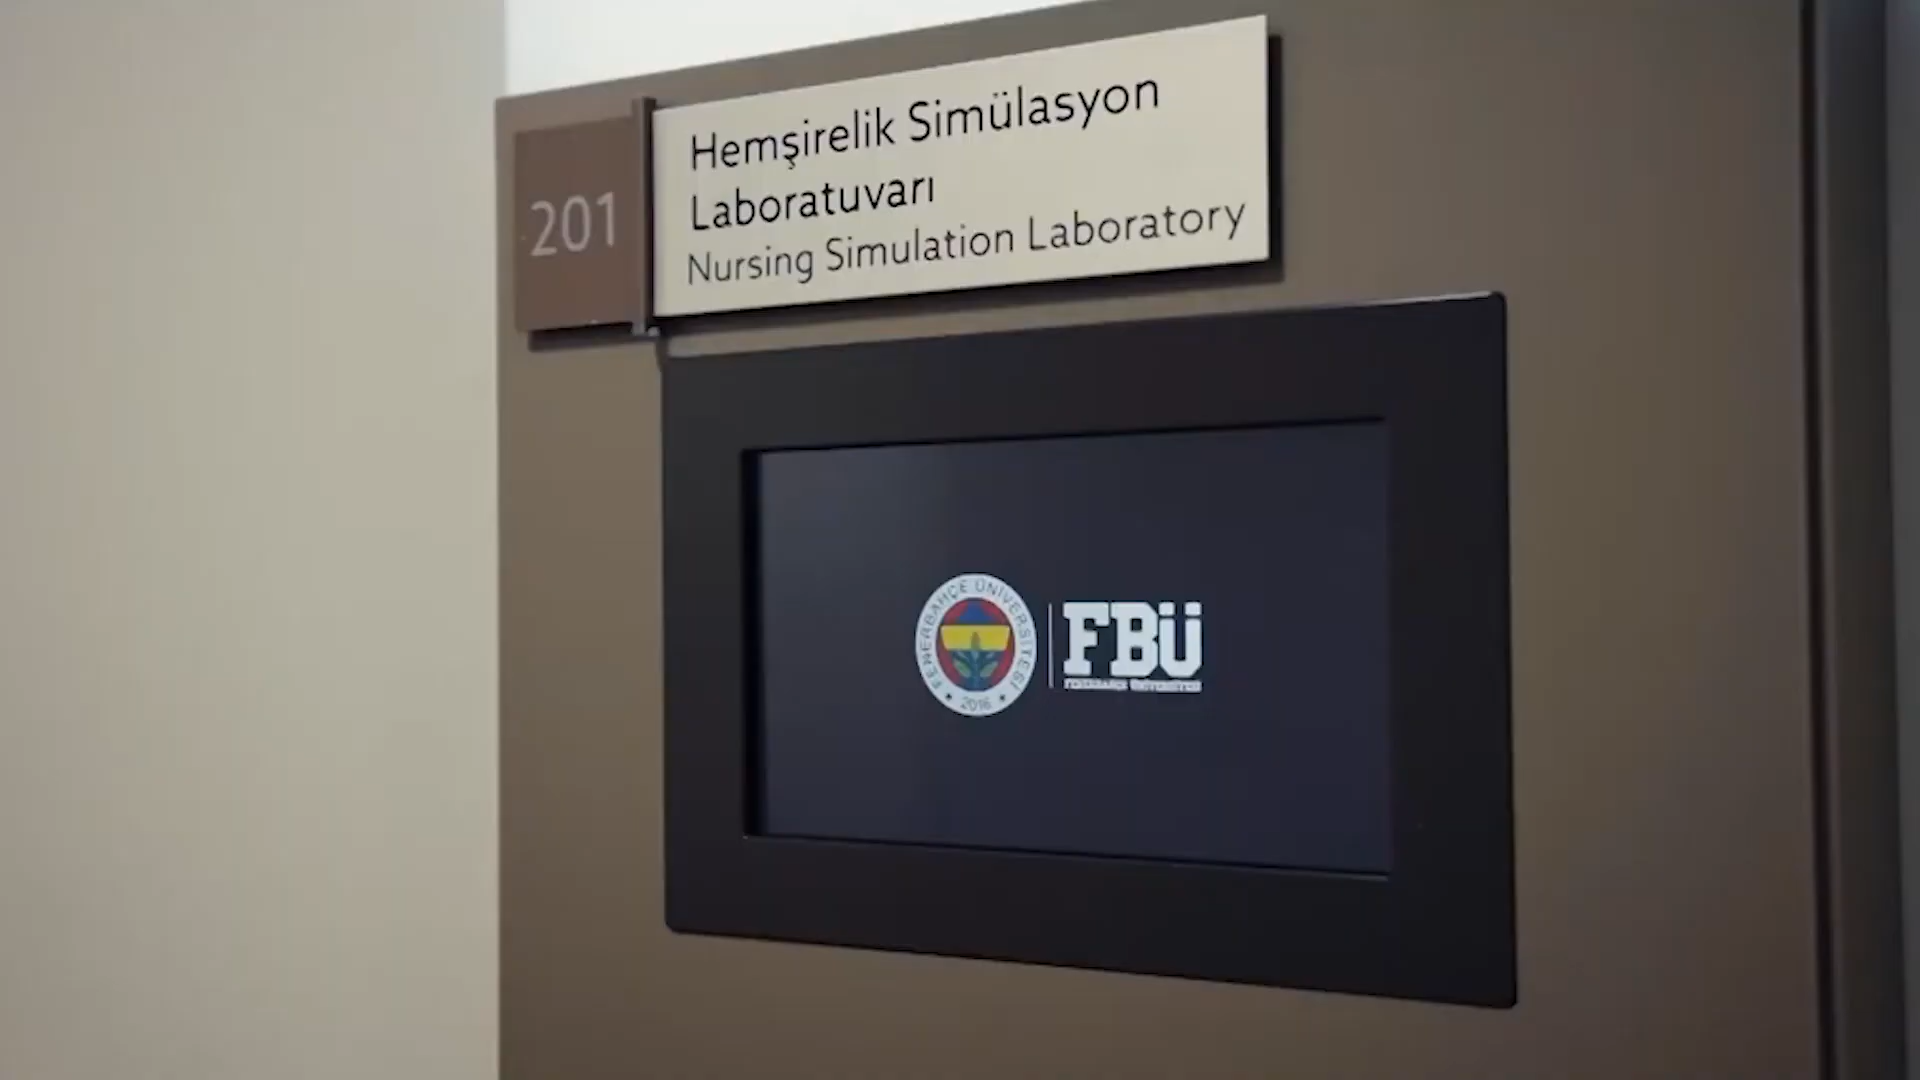 201
Hemşirelik Simülasyon
Laboratuvarı
Nursing Simulation Laboratory
FENERBAHÇE ÜNİVERSİTESİ
2016
FBÜ